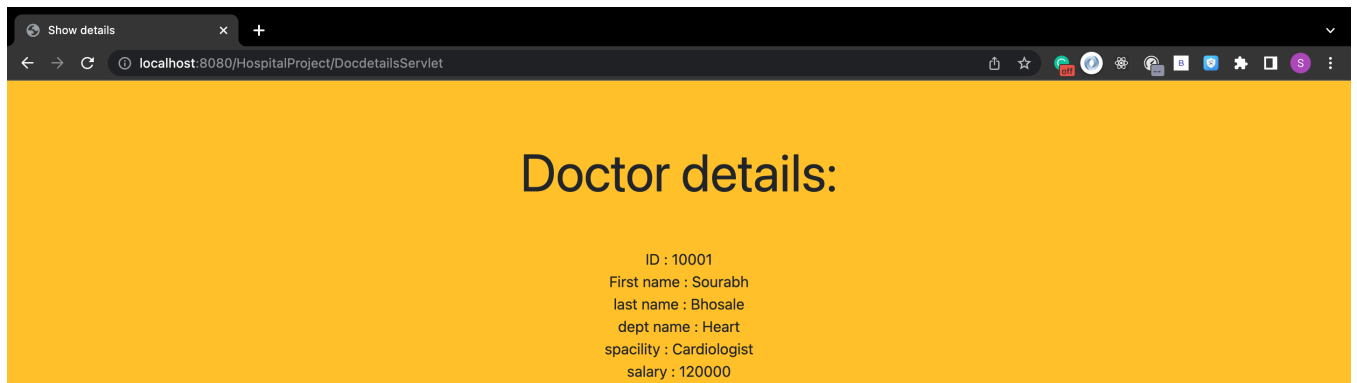 Show details
localhost:8080/HospitalProject/DocdetailsServlet
off
B
S
Doctor details:
ID : 10001
First name : Sourabh
last name : Bhosale
dept name : Heart
spacility : Cardiologist
salary : 120000